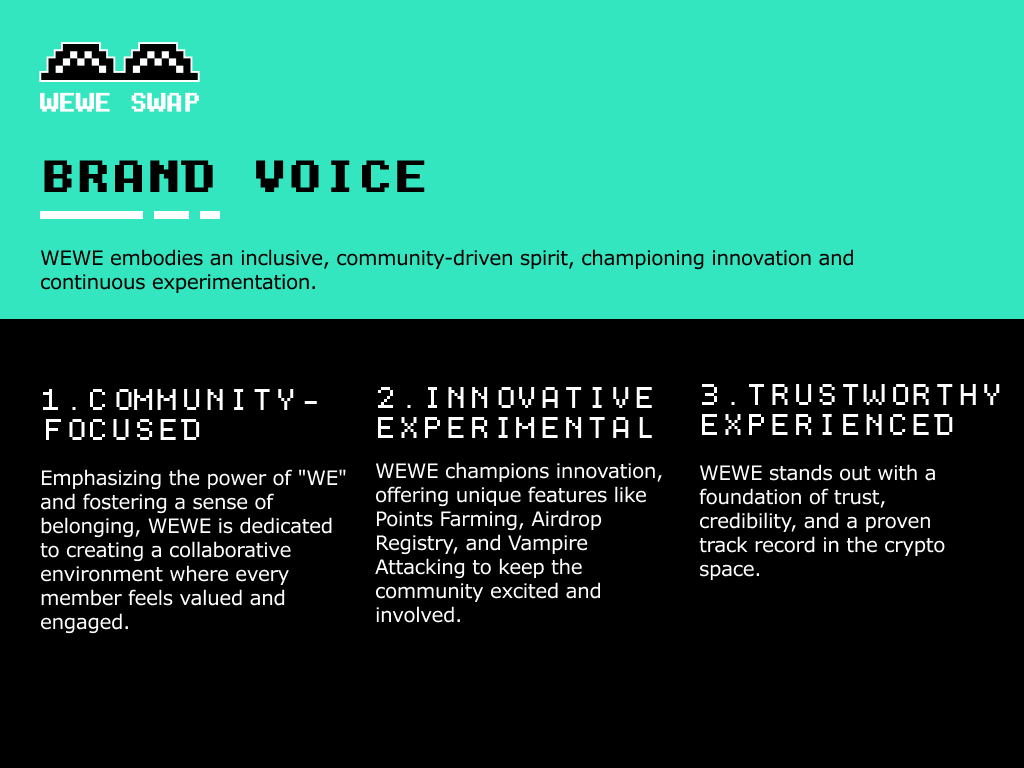 WEWE SWAP
BRAND VOICE
WEWE embodies an inclusive, community-driven spirit, championing innovation and
continuous experimentation.
1.COMMUNITY-
FOCUSED
Emphasizing the power of "WE"
and fostering a sense of
belonging, WEWE is dedicated
to creating a collaborative
environment where every
member feels valued and
engaged.
2.INNOVATIVE
EXPERIMENTAL
WEWE champions innovation,
offering unique features like
Points Farming, Airdrop
Registry, and Vampire
Attacking to keep the
community excited and
involved.
3.TRUSTWORTHY
EXPERIENCED
WEWE stands out with a
foundation of trust,
credibility, and a proven
track record in the crypto
space.